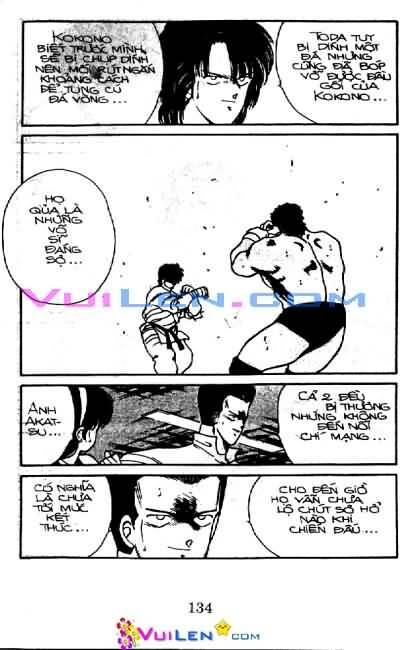 KOKONO
BIẾT TRƯỚC MÌNH
SẼ BỊ CHỤP DÍNH
NÊN MỚI RÚT NGẮN
KHOẢNG CÁCH
ĐỂ TUNG CÚ
ĐÁ VÒNG...
TODA TUY
BỊ DÍNH MỘT
ĐÁ NHƯNG
CŨNG ĐÃ BÓP
VỠ ĐƯỢC ĐẦU
GỐI CỦA
KOKONO...
HỌ
QỦA LÀ
NHỮNG
VÕ
SĨ
ĐÁNG
SỢ...
VUILEN.COM
ANH
AKAT-
SU...
CẢ 2 ĐỀU
BỊ THƯƠNG
NHƯNG KHÔNG
ĐẾN NỖI
CHÍ MẠNG...
CÓ NGHĨA
LÀ CHƯA
TỚI MỨC
KẾT
THÚC...
CHO ĐẾN GIỜ
HỌ VẪN CHƯA
LỘ CHÚT SƠ HỞ
NÀO KHI
CHIẾN ĐẤU...
134
VUILEN.COM